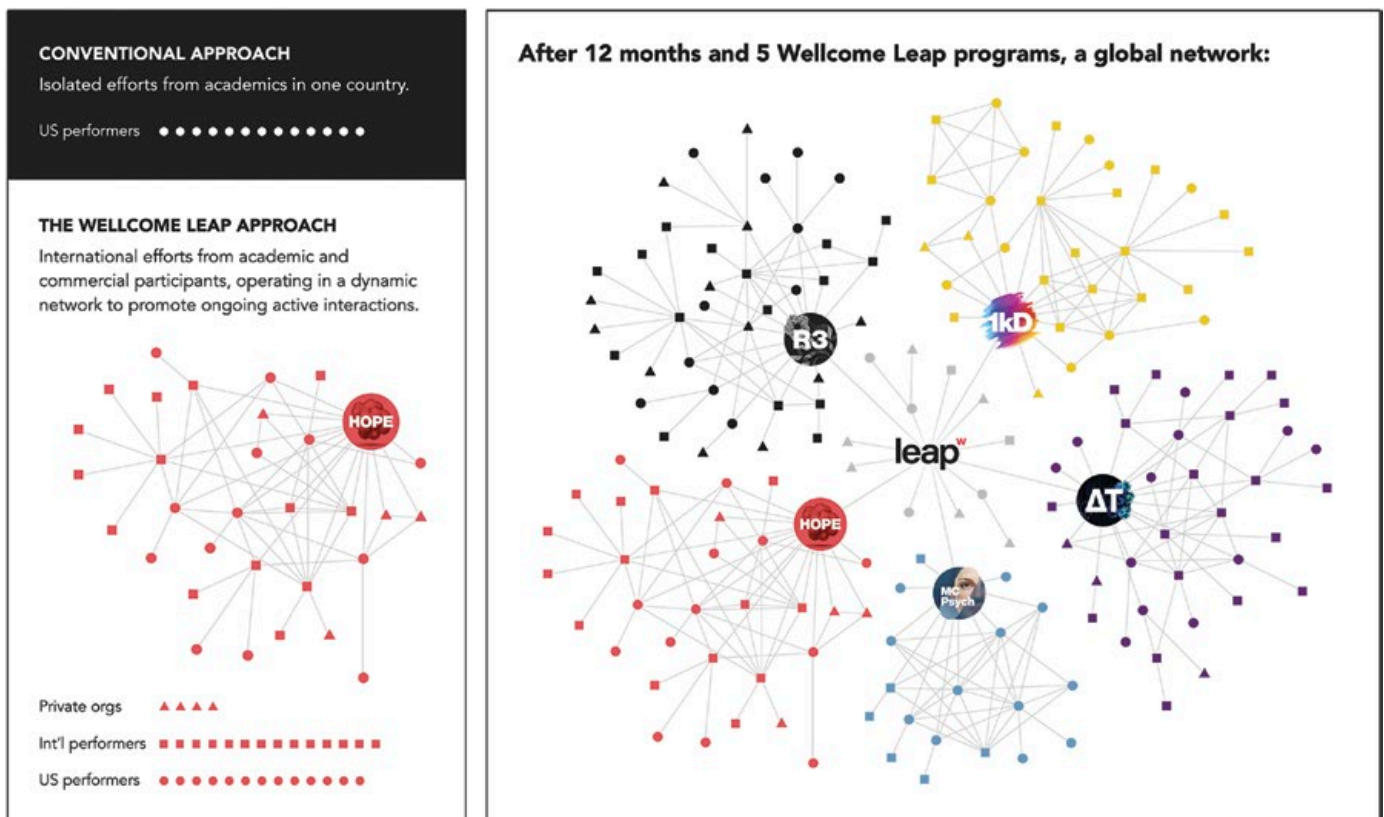 CONVENTIONAL APPROACH
Isolated efforts from academics in one country.
US performers
THE WELLCOME LEAP APPROACH
International efforts from academic and
commercial participants, operating in a dynamic
network to promote ongoing active interactions.
HOPE
Private orgs
Int'l performers
US performers
After 12 months and 5 Wellcome Leap programs, a global network:
R3
1kD
leap w
ΔT
HOPE
MC
Psych